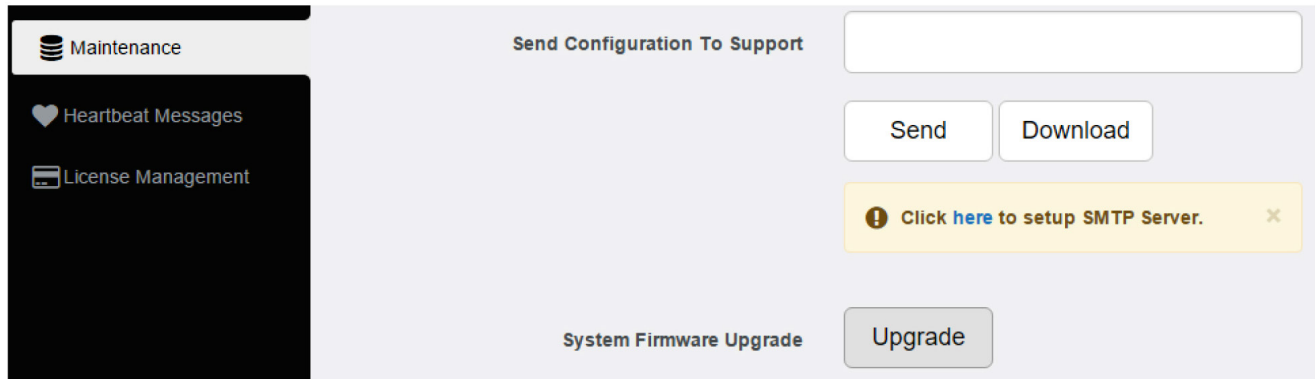 Maintenance
Send Configuration To Support
Heartbeat Messages
Send
Download
License Management
Click here to setup SMTP Server.
×
System Firmware Upgrade
Upgrade